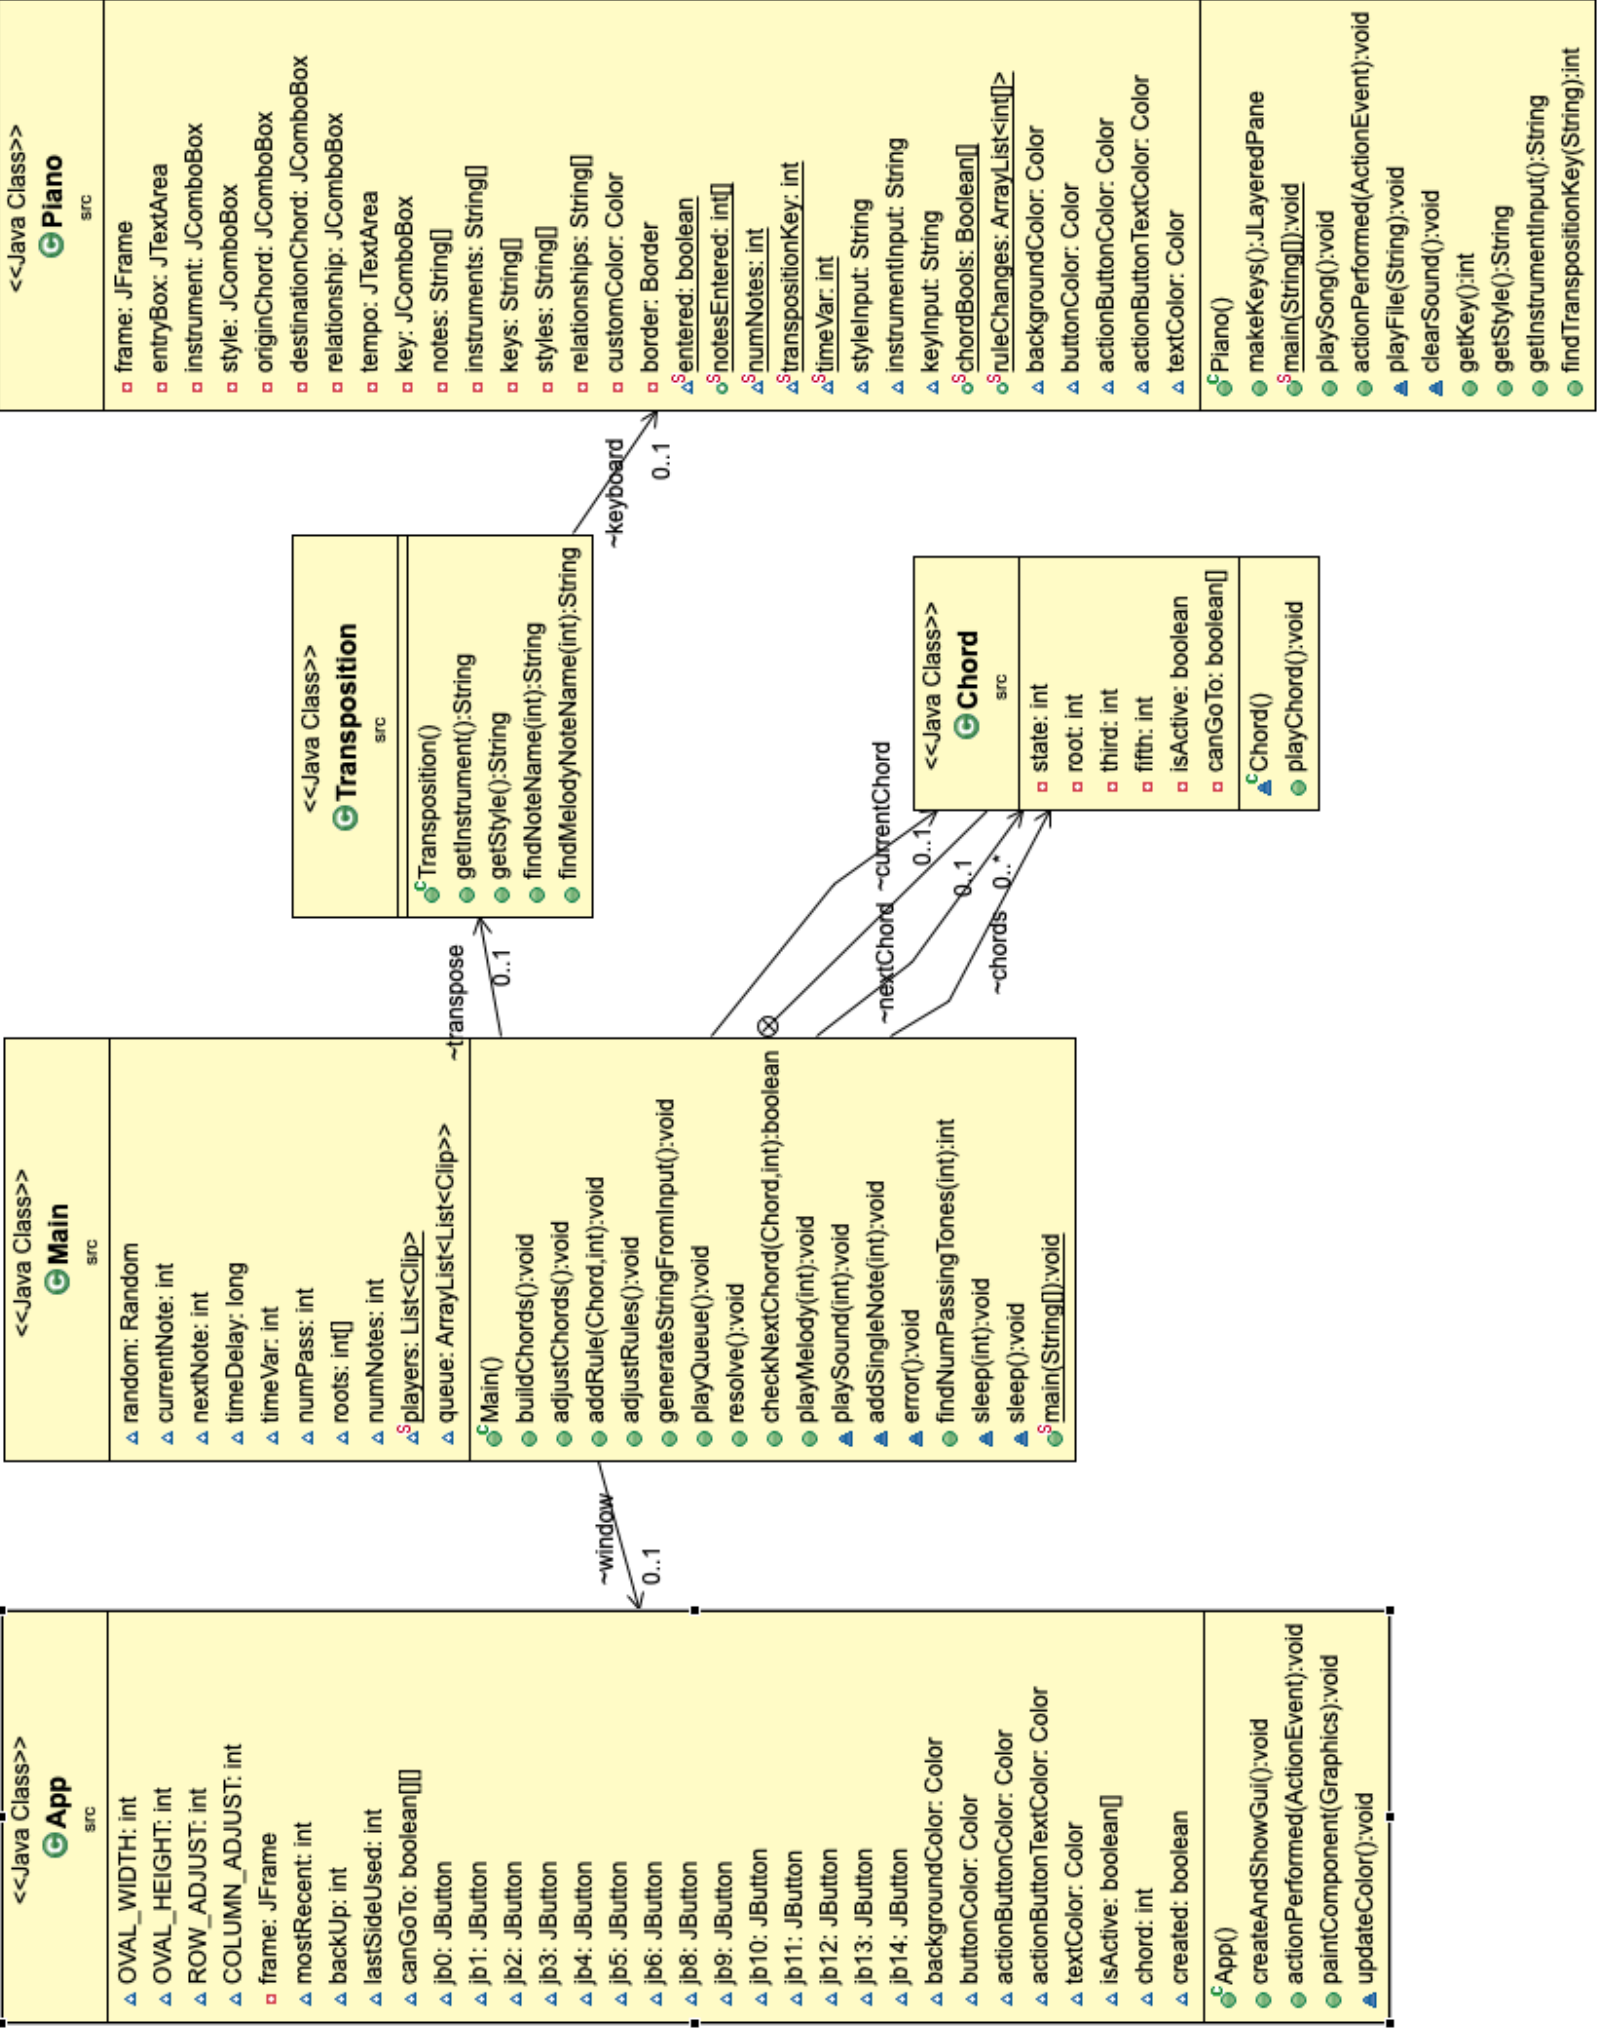 <<Java Class>>
App
src
OVAL_WIDTH: int
OVAL_HEIGHT: int
ROW_ADJUST: int
COLUMN_ADJUST: int
frame: JFrame
mostRecent: int
backUp: int
lastSideUsed: int
canGoTo: boolean[][]
jb0: JButton
jb1: JButton
jb2: JButton
jb3: JButton
jb4: JButton
jb5: JButton
jb6: JButton
jb8: JButton
jb9: JButton
jb10: JButton
jb11: JButton
jb12: JButton
jb13: JButton
jb14: JButton
backgroundColor: Color
buttonColor: Color
actionButtonColor: Color
actionButtonTextColor: Color
textColor: Color
isActive: boolean[]
chord: int
created: boolean
App()
createAndShowGui():void
actionPerformed(ActionEvent):void
paintComponent(Graphics):void
updateColor():void
~window
0..1
<<Java Class>>
Main
src
random: Random
currentNote: int
nextNote: int
timeDelay: long
timeVar: int
numPass: int
roots: int[]
numNotes: int
players: List<Clip>
queue: ArrayList<List<Clip>>
Main()
buildChords():void
adjustChords():void
addRule(Chord,int):void
adjustRules():void
generateStringFromInput():void
playQueue():void
resolve():void
checkNextChord(Chord,int):boolean
playMelody(int):void
playSound(int):void
addSingleNote(int):void
error():void
findNumPassingTones(int):int
sleep(int):void
sleep():void
main(String[]):void
~transpose
0..1
~currentChord
0..1
~nextChord
0..1
~chords
0..*
<<Java Class>>
Transposition
src
Transposition()
getInstrument():String
getStyle():String
findNoteName(int):String
findMelodyNoteName(int):String
~keyboard
0..1
<<Java Class>>
Chord
src
state: int
root: int
third: int
fifth: int
isActive: boolean
canGoTo: boolean[]
Chord()
playChord():void
<<Java Class>>
Piano
src
frame: JFrame
entryBox: JTextArea
instrument: JComboBox
style: JComboBox
originChord: JComboBox
destinationChord: JComboBox
relationship: JComboBox
tempo: JTextArea
key: JComboBox
notes: String[]
instruments: String[]
keys: String[]
styles: String[]
relationships: String[]
customColor: Color
border: Border
entered: boolean
notesEntered: int[]
numNotes: int
transpositionKey: int
timeVar: int
styleInput: String
instrumentInput: String
keyInput: String
chordBools: Boolean[]
ruleChanges: ArrayList<int[]>
backgroundColor: Color
buttonColor: Color
actionButtonColor: Color
actionButtonTextColor: Color
textColor: Color
Piano()
makeKeys():JLayeredPane
main(String[]):void
playSong():void
actionPerformed(ActionEvent):void
playFile(String):void
clearSound():void
getKey():int
getStyle():String
getInstrumentInput():String
findTranspositionKey(String):int